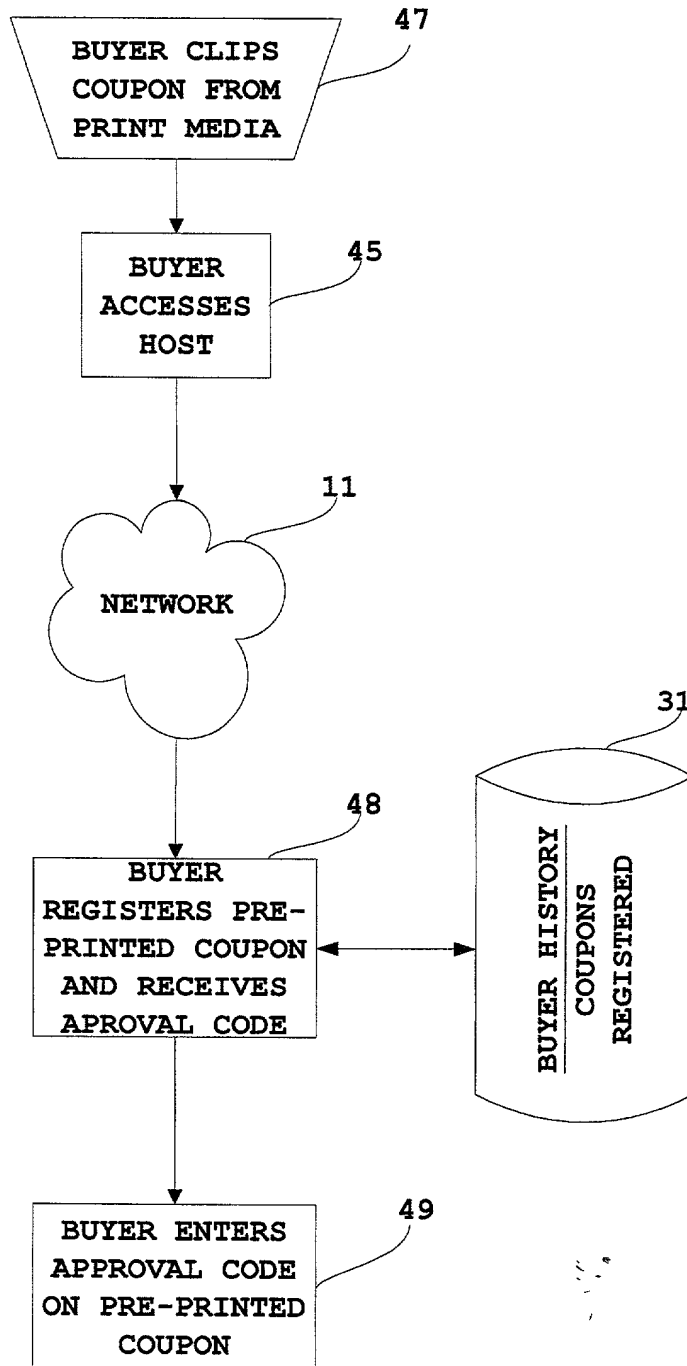 47
BUYER CLIPS
COUPON FROM
PRINT MEDIA
45
BUYER
ACCESSES
HOST
11
NETWORK
31
48
BUYER
REGISTERS PRE-
PRINTED COUPON
AND RECEIVES
APROVAL CODE
BUYER HISTORY
COUPONS
REGISTERED
49
BUYER ENTERS
APPROVAL CODE
ON PRE-PRINTED
COUPON